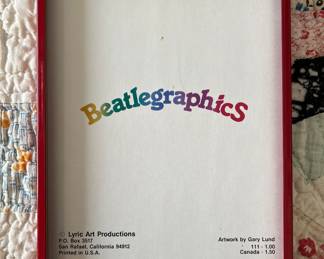 BeatlegraphicS
© Lyric Art Productions
P.O. Box 3517
San Rafael, California 94912
Printed in U.S.A.
Artwork by Gary Lund
111 - 1.00
Canada - 1.50